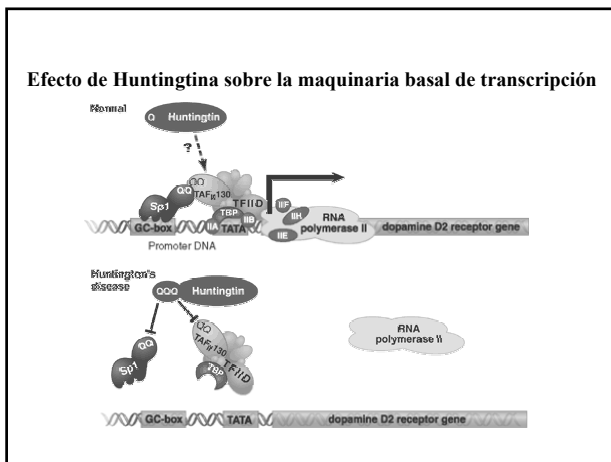 Efecto de Huntingtina sobre la maquinaria basal de transcripción
Normal
Q Huntingtin
?
QQ
QQ
TAFII130
Sp1
TFIID
TBP
IIB
IIA
IIF
IIH
IIE
RNA
polymerase II
GC-box
TATA
dopamine D2 receptor gene
Promoter DNA
Huntington's
disease
QQQ Huntingtin
QQ
Sp1
QQ
TAFII130
TFIID
TBP
RNA
polymerase II
GC-box
TATA
dopamine D2 receptor gene